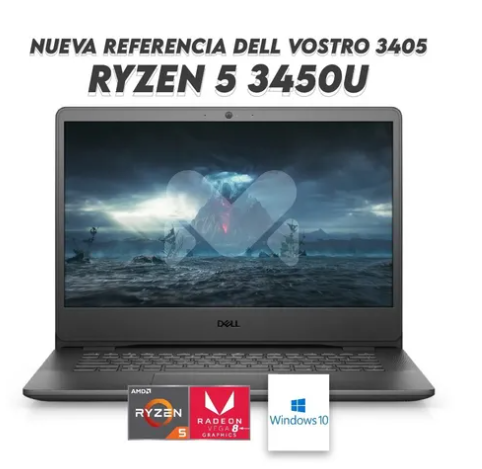 NUEVA REFERENCIA DELL VOSTRO 3405
RYZEN 5 3450U
DELL
AMD
RYZEN
5
RADEON
VEGA 8
GRAPHICS
Windows 10